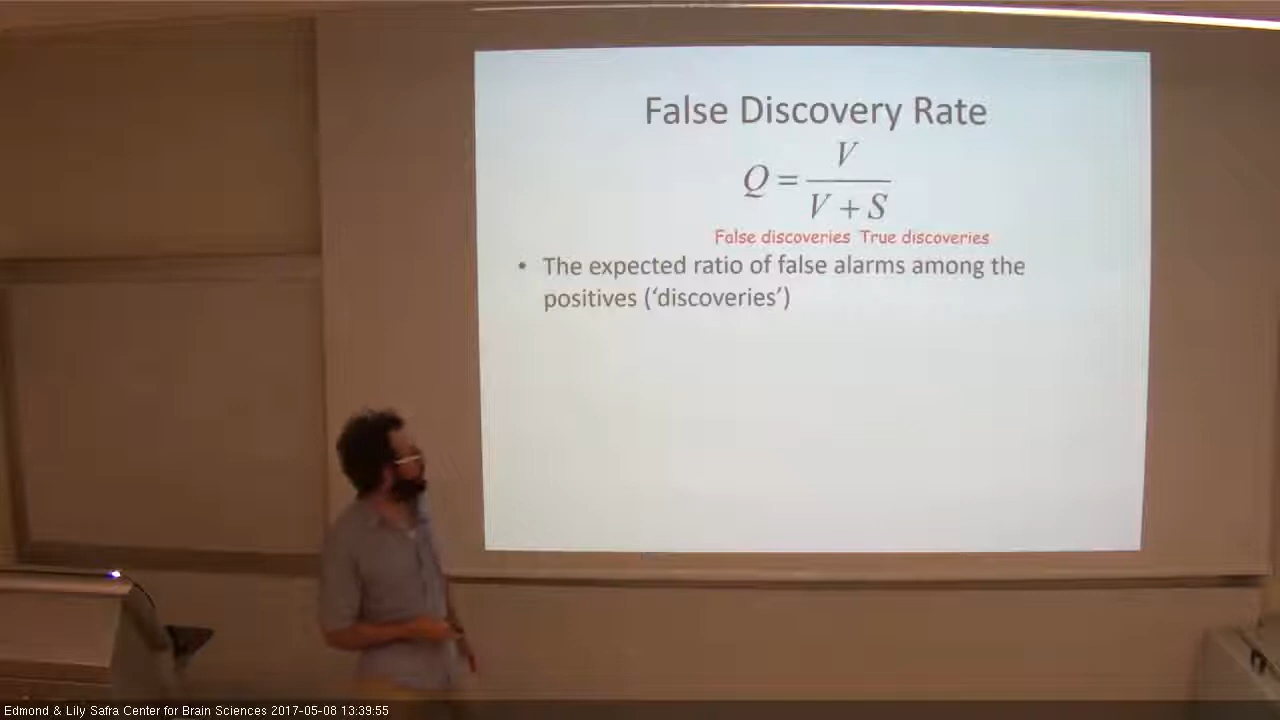 False Discovery Rate
Q = V / V + S
False discoveries True discoveries
• The expected ratio of false alarms among the
positives (‘discoveries’)
Edmond & Lily Safra Center for Brain Sciences 2017-05-08 13:39:55